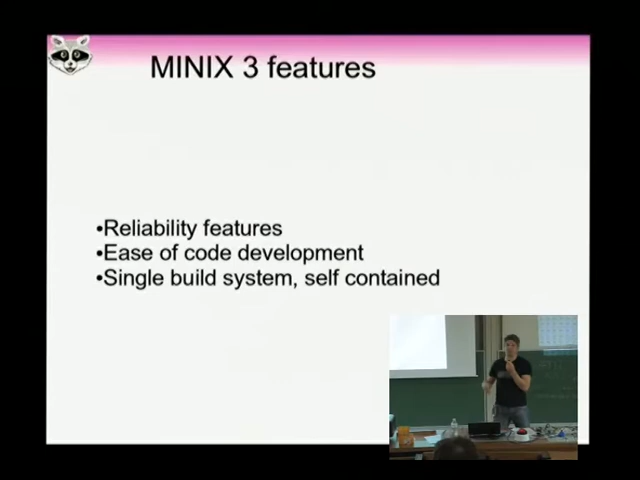 MINIX 3 features
•Reliability features
•Ease of code development
•Single build system, self contained